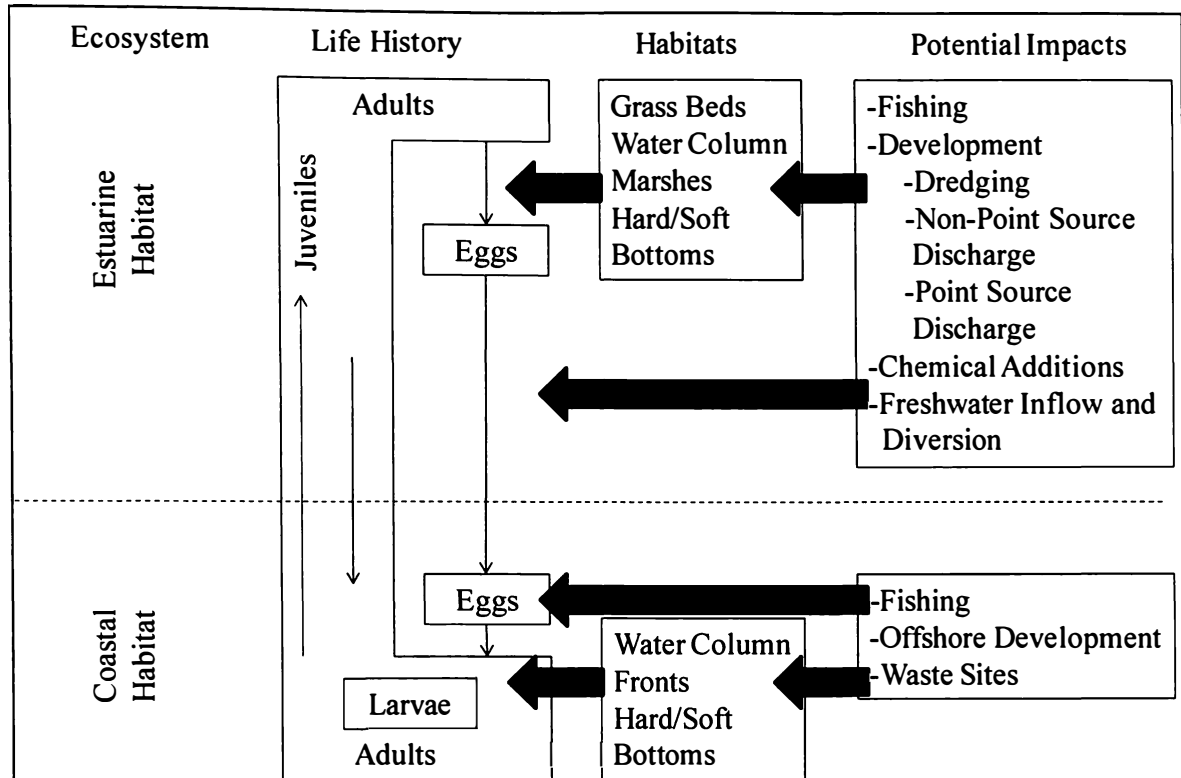 Ecosystem
Life History
Habitats
Potential Impacts
Estuarine
Habitat
Adults
Juveniles
Eggs
Grass Beds
Water Column
Marshes
Hard/Soft
Bottoms
-Fishing
-Development
-Dredging
-Non-Point Source
Discharge
-Point Source
Discharge
-Chemical Additions
-Freshwater Inflow and
Diversion
Coastal
Habitat
Eggs
Larvae
Adults
Water Column
Fronts
Hard/Soft
Bottoms
-Fishing
-Offshore Development
-Waste Sites